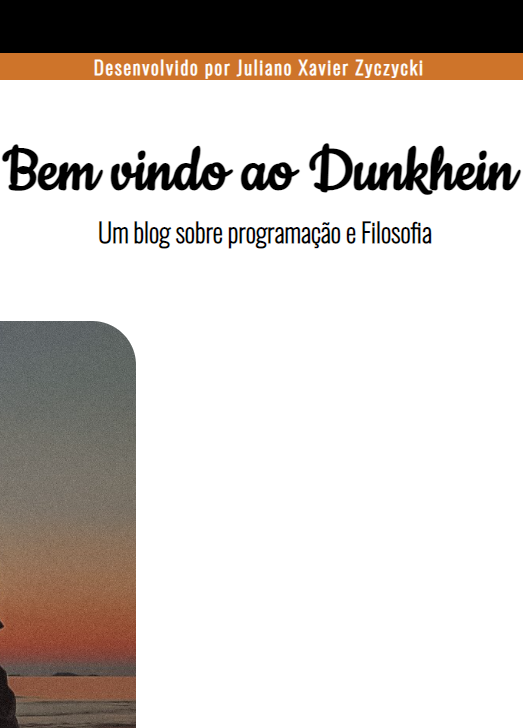 Desenvolvido por Juliano Xavier Zyczycki
Bem vindo ao Dunkhein
Um blog sobre programação e Filosofia